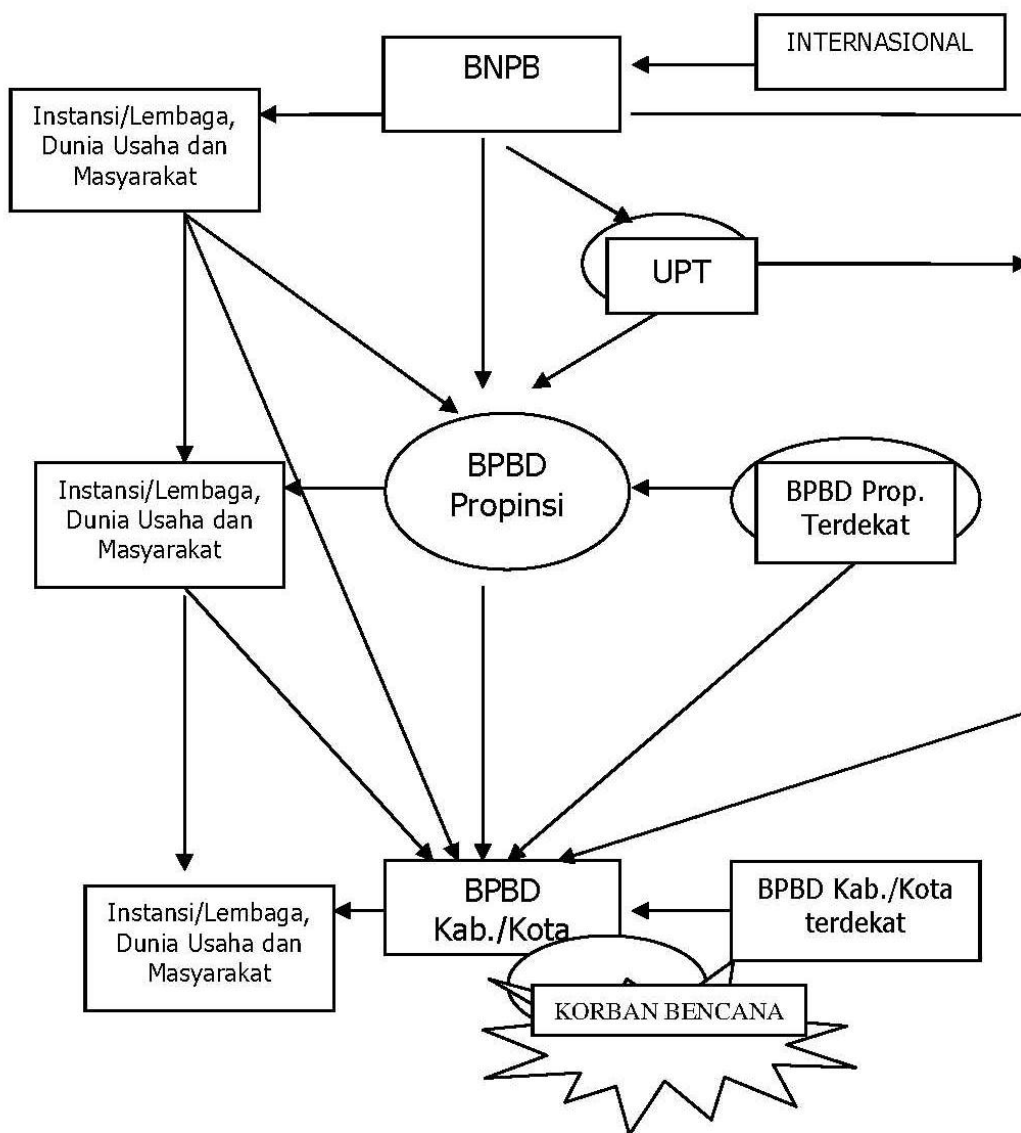 INTERNASIONAL
BNPB
Instansi/Lembaga,
Dunia Usaha dan
Masyarakat
UPT
BPBD
Propinsi
BPBD Prop.
Terdekat
Instansi/Lembaga,
Dunia Usaha dan
Masyarakat
BPBD
Kab./Kota
BPBD Kab./Kota
terdekat
Instansi/Lembaga,
Dunia Usaha dan
Masyarakat
KORBAN BENCANA